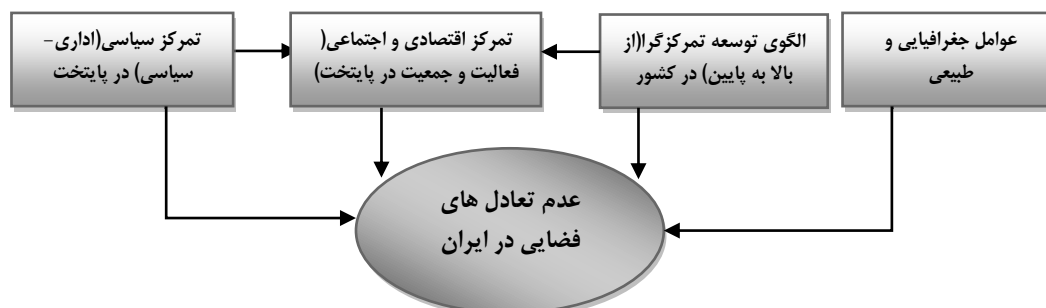 عوامل جغرافیایی و
طبیعی
الگوی توسعه تمرکزگرا(از
بالا به پایین) در کشور
تمرکز اقتصادی و اجتماعی(
فعالیت و جمعیت در پایتخت)
تمرکز سیاسی(اداری–
سیاسی) در پایتخت
عدم تعادل های
فضایی در ایران